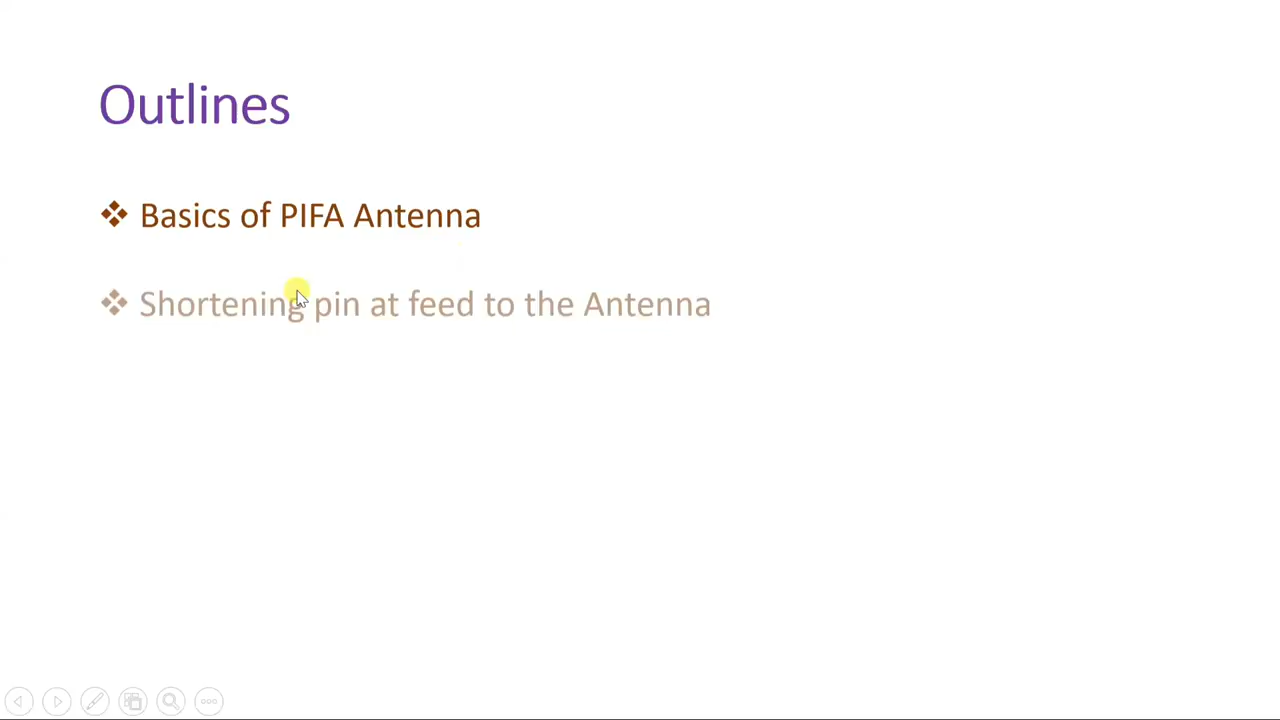 Outlines
Basics of PIFA Antenna
Shortening pin at feed to the Antenna